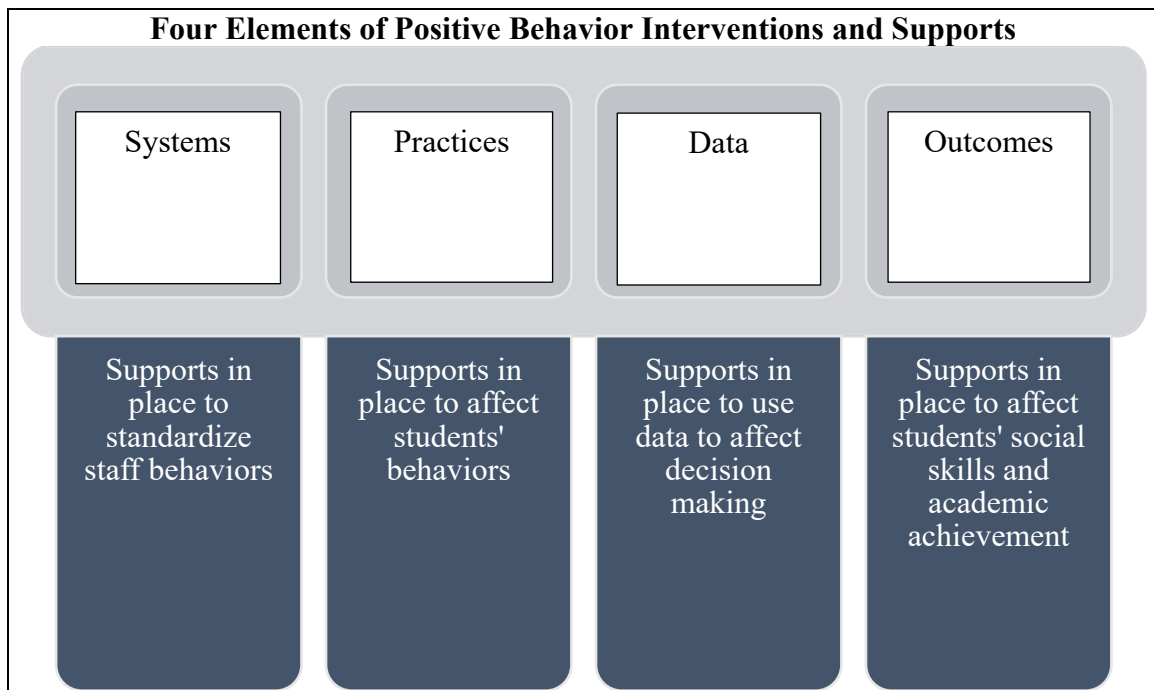 Four Elements of Positive Behavior Interventions and Supports
Systems
Practices
Data
Outcomes
Supports in
place to
standardize
staff behaviors
Supports in
place to affect
students'
behaviors
Supports in
place to use
data to affect
decision
making
Supports in
place to affect
students' social
skills and
academic
achievement